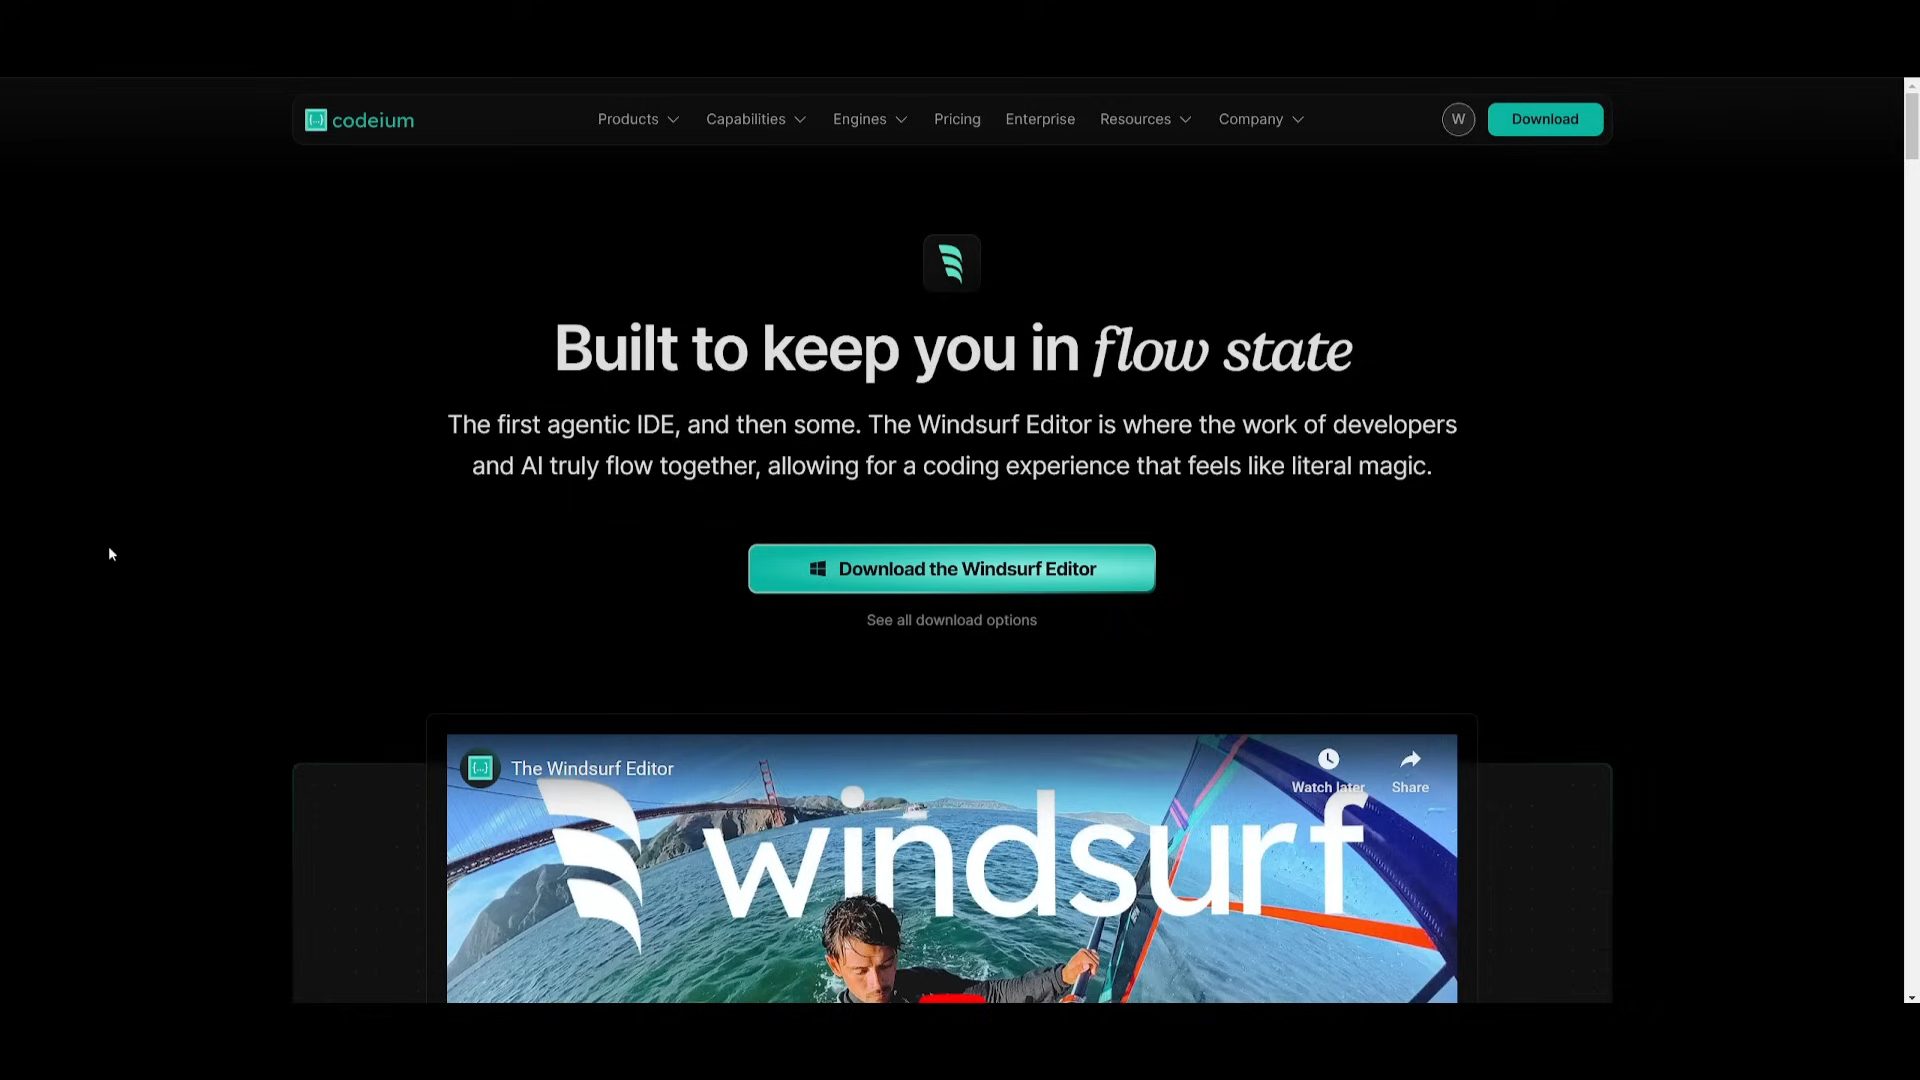 codeium
Products
Capabilities
Engines
Pricing
Enterprise
Resources
Company
W
Download
Built to keep you in flow state
The first agentic IDE, and then some. The Windsurf Editor is where the work of developers
and AI truly flow together, allowing for a coding experience that feels like literal magic.
Download the Windsurf Editor
See all download options
The Windsurf Editor
Watch later
Share
windsurf